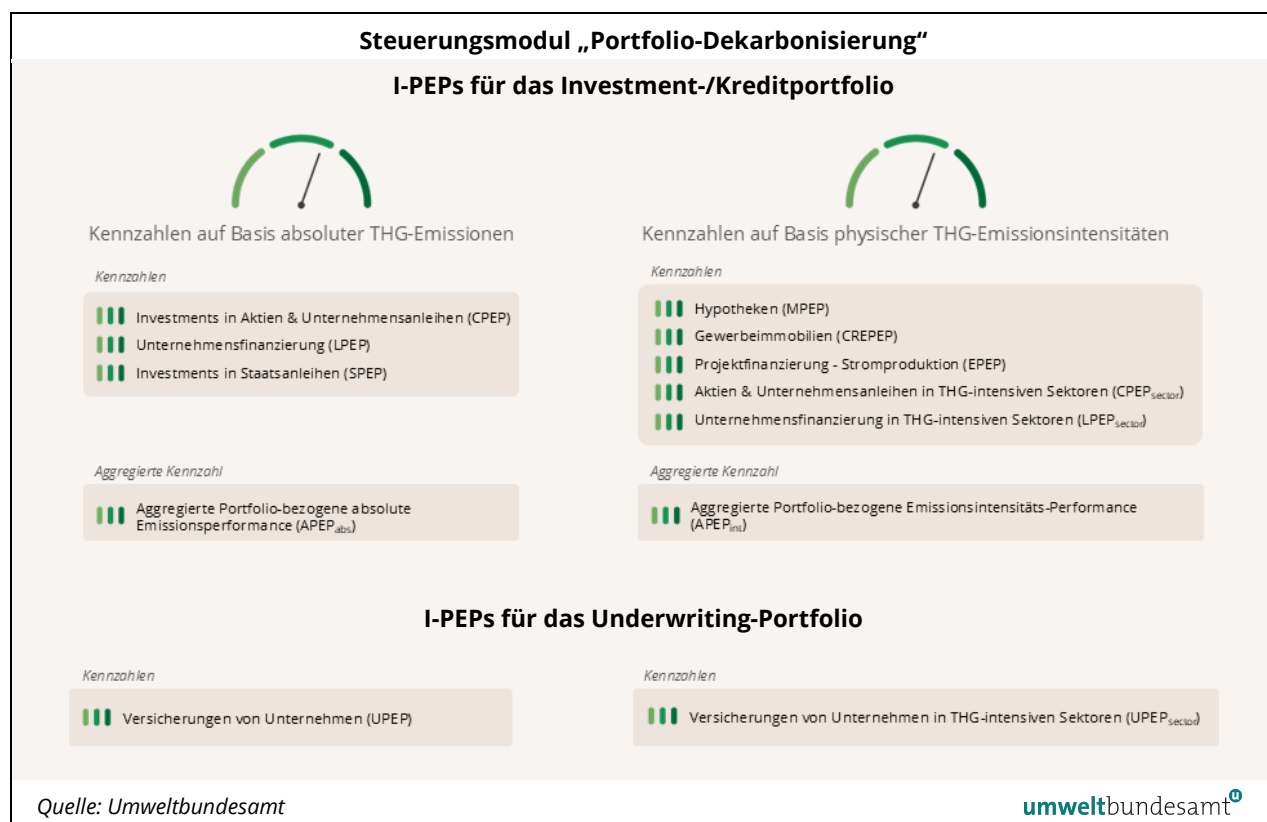 Steuerungsmodul „Portfolio-Dekarbonisierung“
I-PEPs für das Investment-/Kreditportfolio
Kennzahlen auf Basis absoluter THG-Emissionen
Kennzahlen
Investments in Aktien & Unternehmensanleihen (CPEP)
Unternehmensfinanzierung (LPEP)
Investments in Staatsanleihen (SPEP)
Aggregierte Kennzahl
Aggregierte Portfolio-bezogene absolute
Emissionsperformance (APEPabs)
Kennzahlen auf Basis physischer THG-Emissionsintensitäten
Kennzahlen
Hypotheken (MPEP)
Gewerbeimmobilien (CREPEP)
Projektfinanzierung - Stromproduktion (EPEP)
Aktien & Unternehmensanleihen in THG-intensiven Sektoren (CPEPsector)
Unternehmensfinanzierung in THG-intensiven Sektoren (LPEPsector)
Aggregierte Kennzahl
Aggregierte Portfolio-bezogene Emissionsintensitäts-Performance
(APEPint)
I-PEPs für das Underwriting-Portfolio
Kennzahlen
Versicherungen von Unternehmen (UPEP)
Kennzahlen
Versicherungen von Unternehmen in THG-intensiven Sektoren (UPEPsector)
Quelle: Umweltbundesamt
umweltbundesamt u